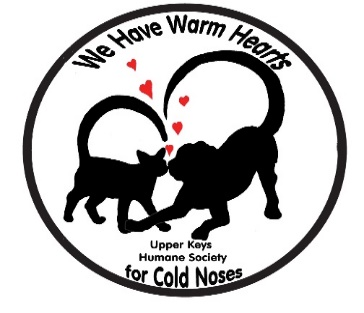 We Have Warm Hearts
Upper Keys
Humane Society
for Cold Noses